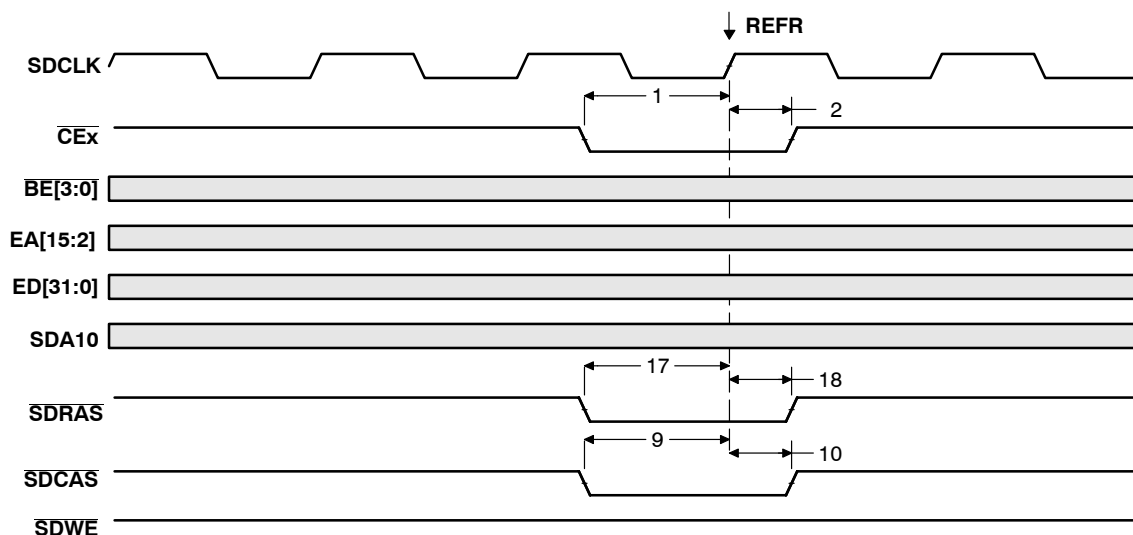 REFR
SDCLK
1
2
CEx
BE[3:0]
EA[15:2]
ED[31:0]
SDA10
17
18
SDRAS
9
10
SDCAS
SDWE